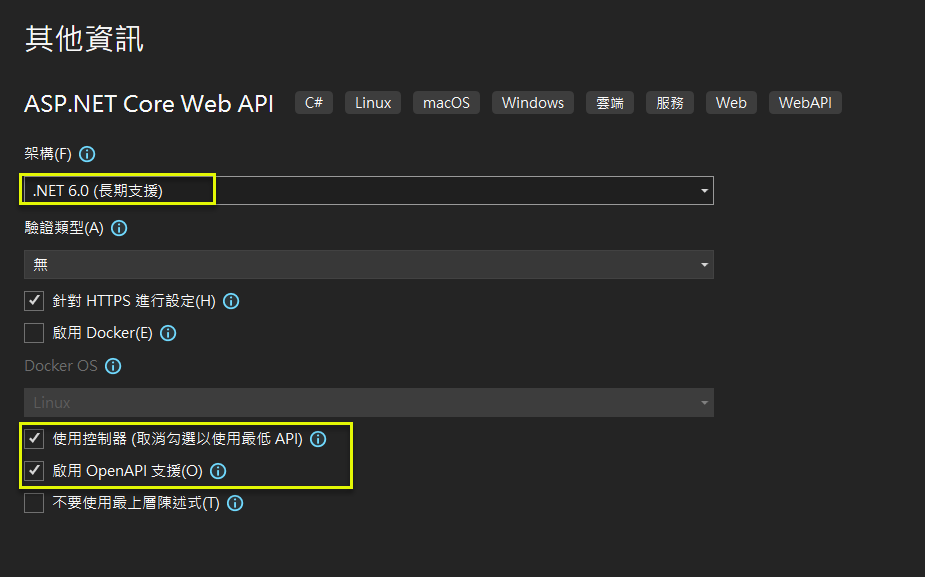 其他資訊
ASP.NET Core Web API C# Linux macOS Windows 雲端 服務 Web WebAPI
架構(F)
.NET 6.0 (長期支援)
驗證類型(A)
無
針對 HTTPS 進行設定(H)
啟用 Docker(E)
Docker OS
Linux
使用控制器 (取消勾選以使用最低 API)
啟用 OpenAPI 支援(O)
不要使用最上層陳述式(T)